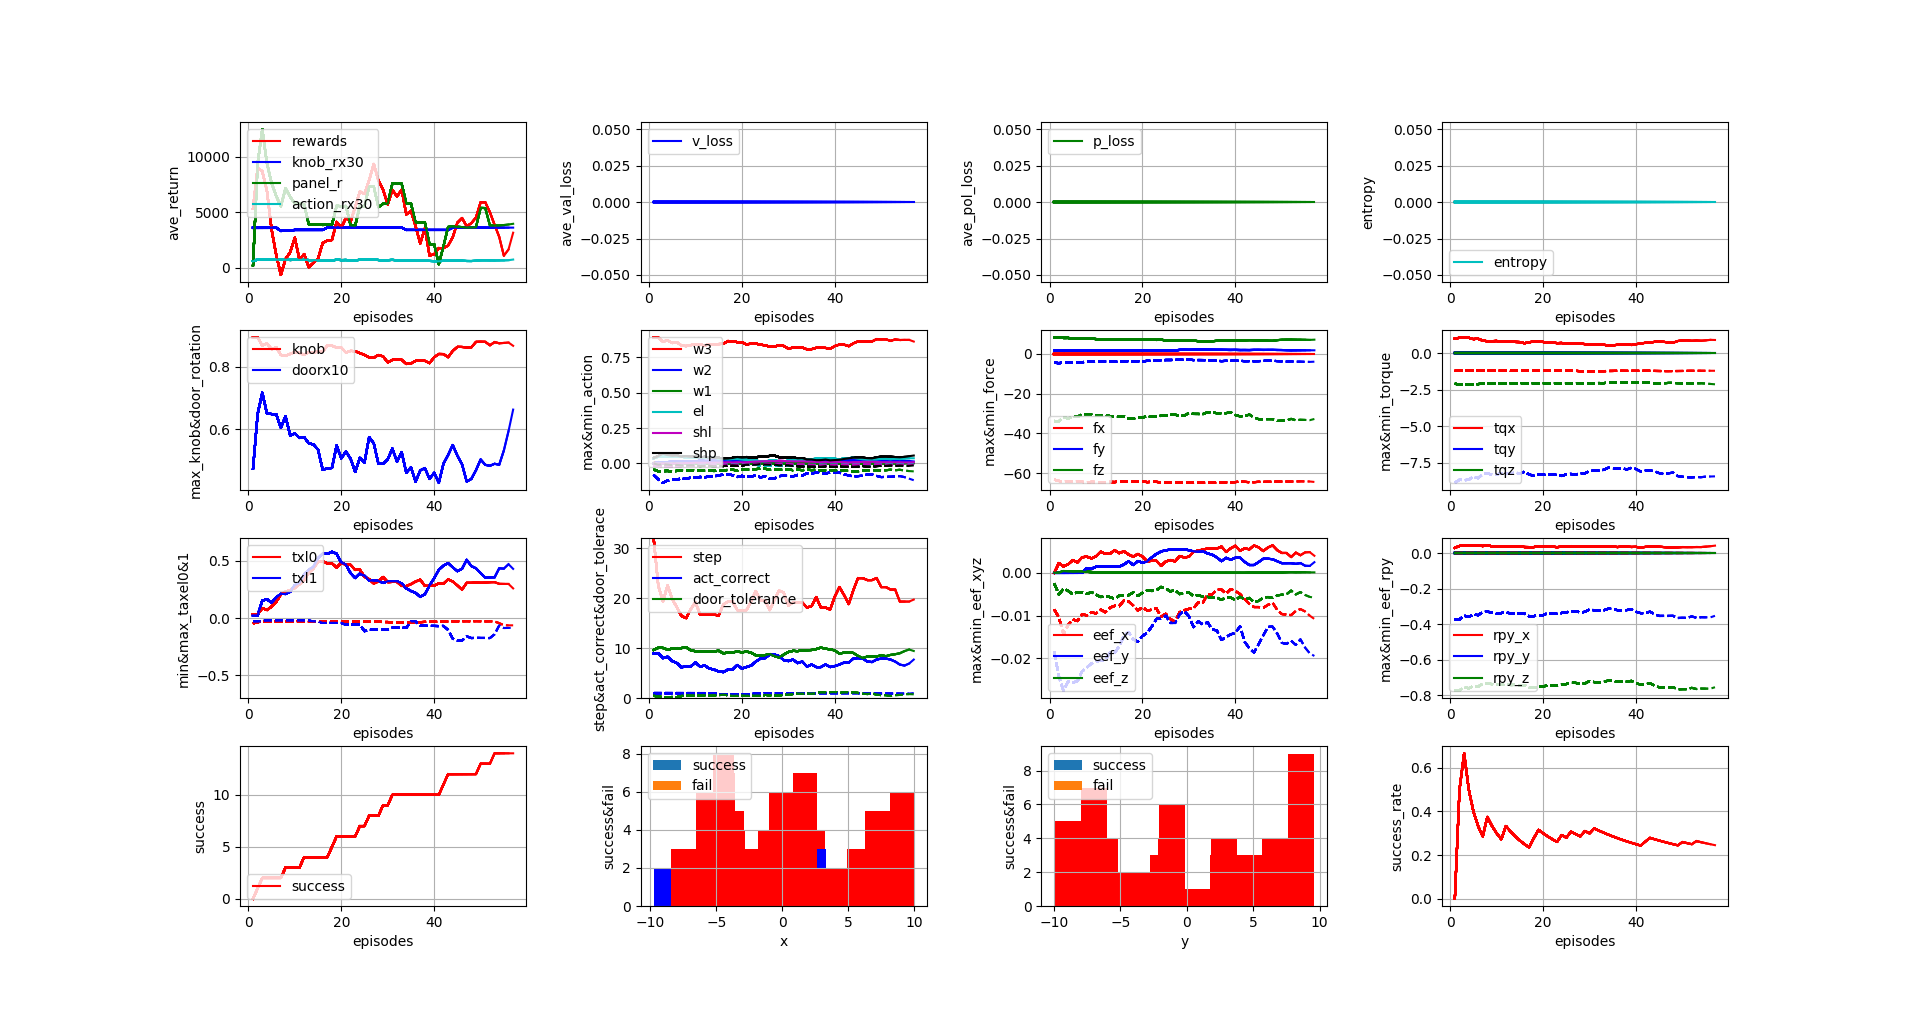 ave_return
10000
5000
0
rewards
knob_rx30
panel_r
action_rx30
0 20 40
episodes
ave_val_loss
0.050
0.025
0.000
−0.025
−0.050
v_loss
0 20 40
episodes
ave_pol_loss
0.050
0.025
0.000
−0.025
−0.050
p_loss
0 20 40
episodes
entropy
0.050
0.025
0.000
−0.025
−0.050
entropy
0 20 40
episodes
max_knob&door_rotation
0.8
0.6
knob
doorx10
0 20 40
episodes
max&min_action
0.75
0.50
0.25
0.00
w3
w2
w1
el
shl
shp
0 20 40
episodes
max&min_force
0
−20
−40
−60
fx
fy
fz
0 20 40
episodes
max&min_torque
0.0
−2.5
−5.0
−7.5
tqx
tqy
tqz
0 20 40
episodes
min&max_taxel0&1
0.5
0.0
−0.5
txl0
txl1
0 20 40
episodes
step&act_correct&door_tolerace
30
20
10
0
step
act_correct
door_tolerance
0 20 40
episodes
max&min_eef_xyz
0.00
−0.01
−0.02
eef_x
eef_y
eef_z
0 20 40
episodes
max&min_eef_rpy
0.0
−0.2
−0.4
−0.6
−0.8
rpy_x
rpy_y
rpy_z
0 20 40
episodes
success
10
5
0
success
0 20 40
episodes
success&fail
8
6
4
2
0
success
fail
−10 −5 0 5 10
x
success&fail
8
6
4
2
0
success
fail
−10 −5 0 5 10
y
success_rate
0.6
0.4
0.2
0.0
0 20 40
episodes